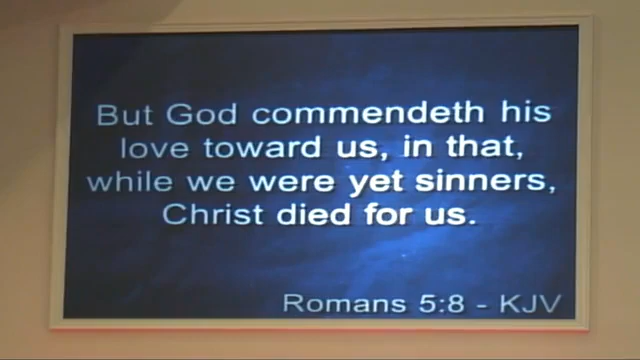 But God commendeth his
love toward us, in that,
while we were yet sinners,
Christ died for us.
Romans 5:8 - KJV